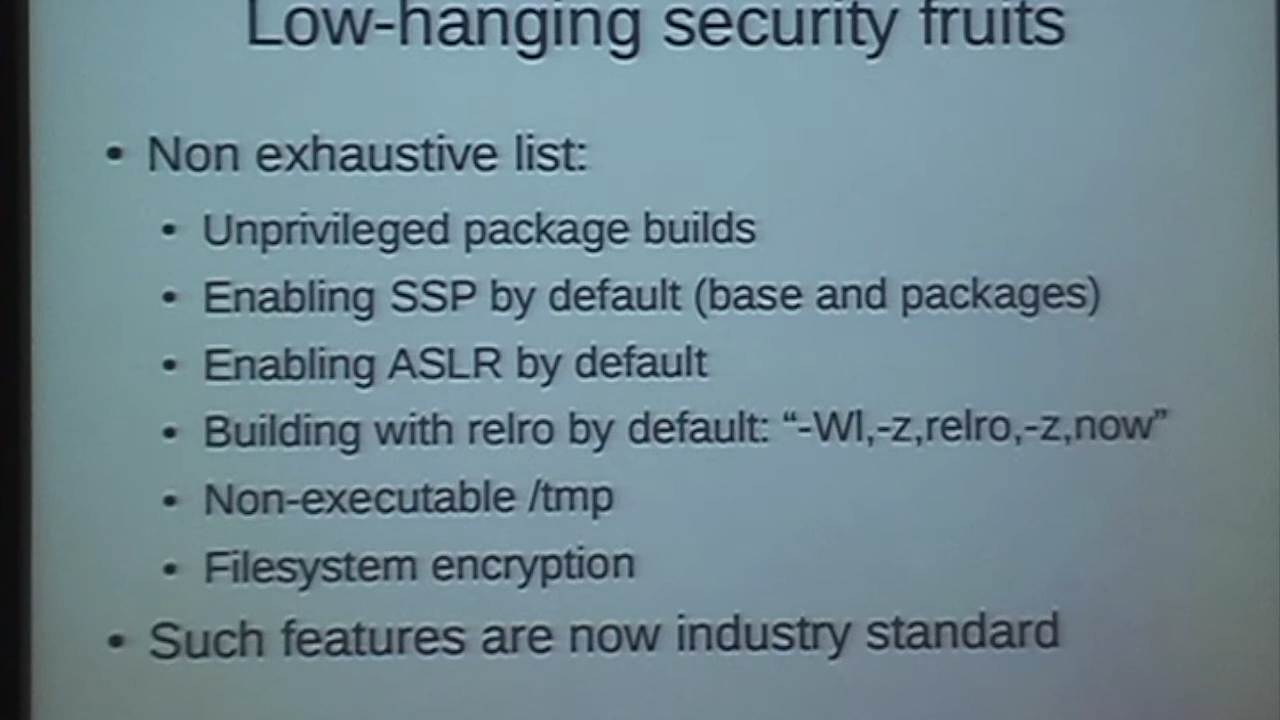 Low-hanging security fruits
• Non exhaustive list:
• Unprivileged package builds
• Enabling SSP by default (base and packages)
• Enabling ASLR by default
• Building with relro by default: “-Wl,-z,relro,-z,now”
• Non-executable /tmp
• Filesystem encryption
• Such features are now industry standard